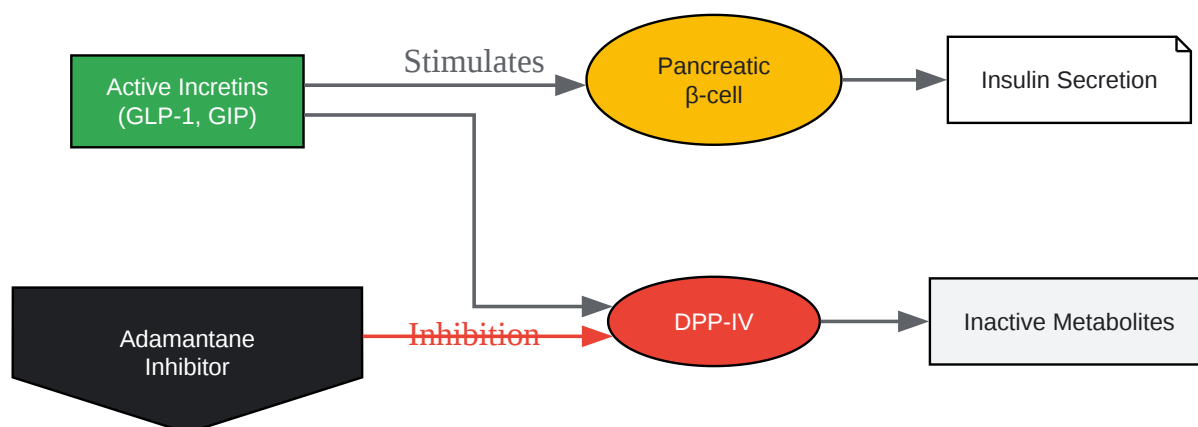 Active Incretins
(GLP-1, GIP)
Stimulates
Pancreatic
β-cell
Insulin Secretion
Adamantane
Inhibitor
Inhibition
DPP-IV
Inactive Metabolites